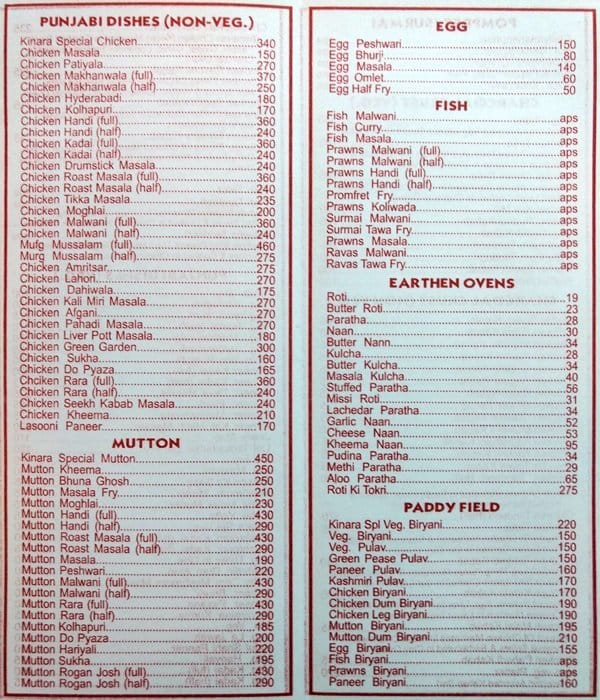 PUNJABI DISHES (NON-VEG.)
Kinara Special Chicken 340
Chicken Masala 150
Chicken Patiyala 270
Chicken Makhanwala (full) 370
Chicken Makhanwala (half) 250
Chicken Hyderabadi 180
Chicken Kolhapuri 170
Chicken Handi (full) 360
Chicken Handi (half) 240
Chicken Kadai (full) 360
Chicken Kadai (half) 240
Chicken Drumstick Masala 240
Chicken Roast Masala (full) 360
Chicken Roast Masala (half) 240
Chicken Tikka Masala 235
Chicken Moghlai 200
Chicken Malwani (full) 360
Chicken Malwani (half) 240
Mufg Mussalam (full) 460
Murg Mussalam (half) 275
Chicken Amritsar 275
Chicken Lahori 270
Chicken Dahiwala 175
Chicken Kali Miri Masala 270
Chicken Afgani 270
Chicken Pahadi Masala 270
Chicken Liver Pott Masala 180
Chicken Green Garden 300
Chicken Sukha 160
Chicken Do Pyaza 165
Chciken Rara (full) 360
Chicken Rara (half) 240
Chicken Seekh Kabab Masala 240
Chicken Kheema 210
Lasooni Paneer 170
MUTTON
Kinara Special Mutton 450
Mutton Kheema 250
Mutton Bhuna Ghosh 250
Mutton Masala Fry 210
Mutton Moghlai 230
Mutton Handi (full) 430
Mutton Handi (half) 290
Mutton Roast Masala (full) 430
Mutton Roast Masala (half) 290
Mutton Masala 190
Mutton Peshwari 220
Mutton Malwani (full) 430
Mutton Malwani (half) 290
Mutton Rara (full) 430
Mutton Rara (half) 290
Mutton Kolhapuri 185
Mutton Do Pyaza 200
Mutton Hariyali 220
Mutton Sukha 195
Mutton Rogan Josh (full) 430
Mutton Rogan Josh (half) 290
EGG
Egg Peshwari 150
Egg Bhurji 80
Egg Masala 140
Egg Omlet 60
Egg Half Fry 50
FISH
Fish Malwani aps
Fish Curry aps
Fish Masala aps
Prawns Malwani (full) aps
Prawns Malwani (half) aps
Prawns Handi (full) aps
Prawns Handi (half) aps
Promfret Fry aps
Prawns Koliwada aps
Surmai Malwani aps
Surmai Tawa Fry aps
Prawns Masala aps
Ravas Malwani aps
Ravas Tawa Fry aps
EARTHEN OVENS
Roti 19
Butter Roti 23
Paratha 28
Naan 30
Butter Nann 34
Kulcha 28
Butter Kulcha 34
Masala Kulcha 40
Stuffed Paratha 56
Missi Roti 31
Lachedar Paratha 34
Garlic Naan 52
Cheese Naan 53
Kheema Naan 95
Pudina Paratha 34
Methi Paratha 29
Aloo Paratha 65
Roti Ki Tokri 275
PADDY FIELD
Kinara Spl Veg. Biryani 220
Veg. Biryani 150
Veg. Pulav 150
Green Pease Pulav 150
Paneer Pulav 160
Kashmiri Pulav 170
Chicken Biryani 170
Chicken Dum Biryani 190
Chicken Leg Biryani 190
Mutton Biryani 195
Mutton Dum Biryani 210
Egg Biryani 155
Fish Biryani aps
Prawns Biryani aps
Paneer Biryani 160